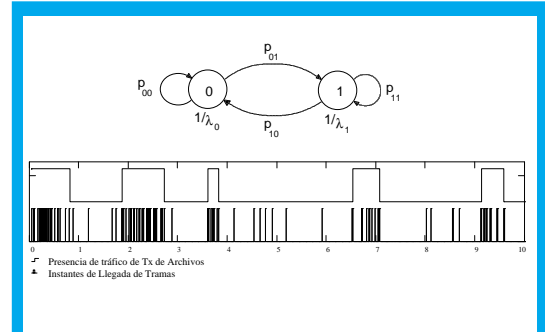 p01
p00
0
1
p11
1/λ0
p10
1/λ1
0 1 2 3 4 5 6 7 8 9 10
Presencia de tráfico de Tx de Archivos
Instantes de Llegada de Tramas